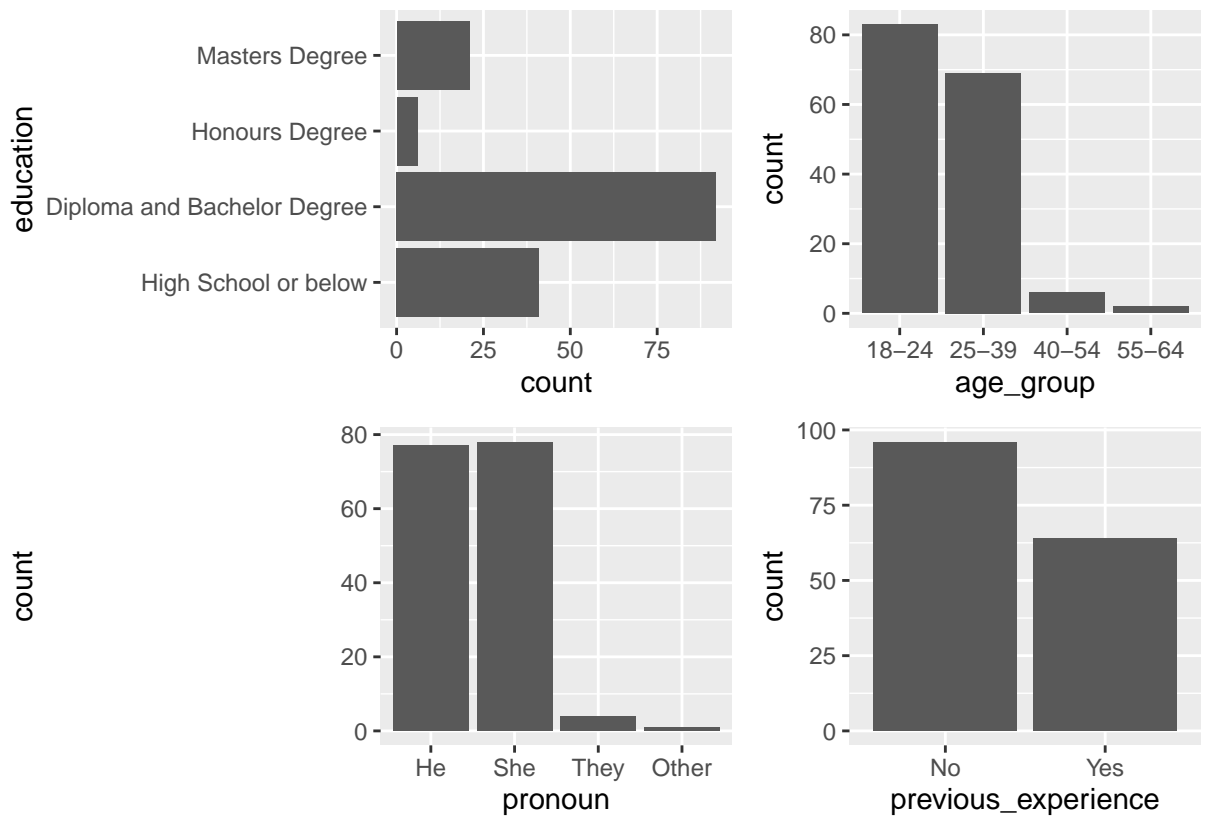 education
Masters Degree
Honours Degree
Diploma and Bachelor Degree
High School or below
0 25 50 75
count
count
80
60
40
20
0
18–24 25–39 40–54 55–64
age_group
count
80
60
40
20
0
He She They Other
pronoun
count
100
75
50
25
0
No Yes
previous_experience